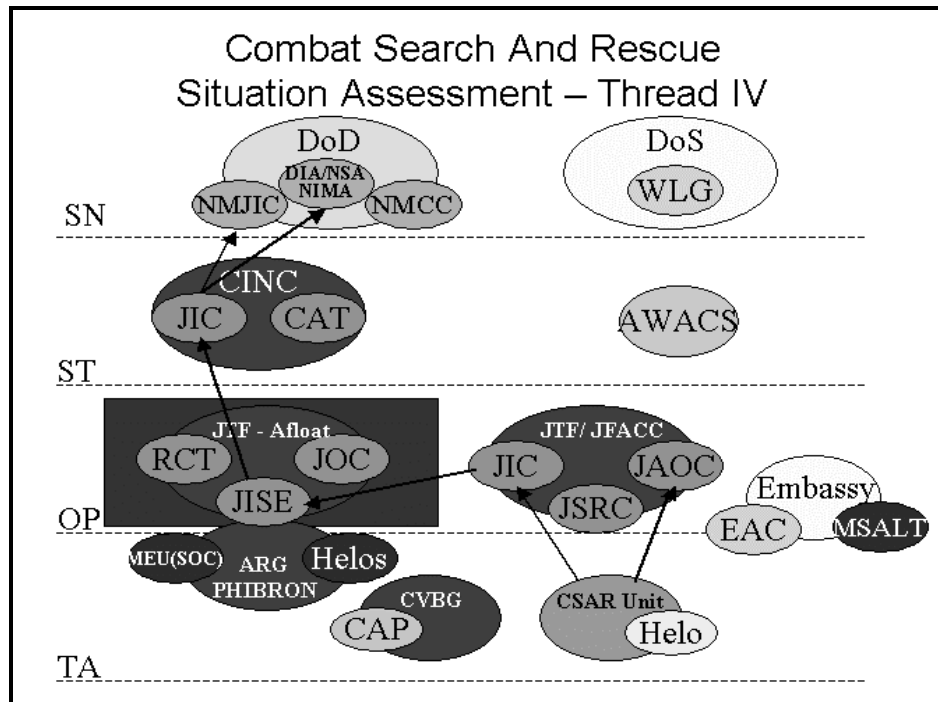 Combat Search And Rescue
Situation Assessment – Thread IV
DoD
DIA/NSA
NIMA
NMJIC
NMCC
DoS
WLG
SN
CINC
JIC
CAT
AWACS
ST
JTF - Afloat
RCT
JOC
JISE
JTF/ JFACC
JIC
JAOC
JSRC
Embassy
EAC
MSALT
OP
MEU(SOC)
Helos
ARG
PHIBRON
CVBG
CAP
CSAR Unit
Helo
TA